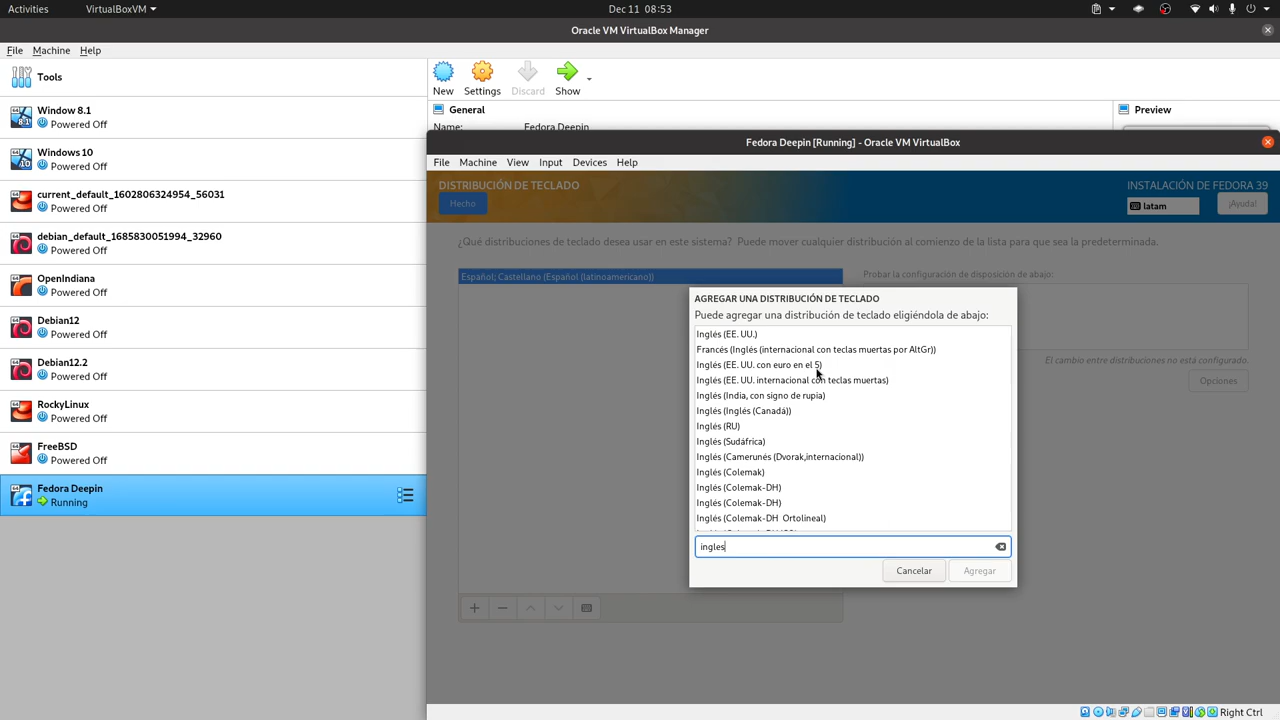 Activities
VirtualBoxVM
Dec 11 08:53
Oracle VM VirtualBox Manager
File Machine Help
Tools
Window 8.1
Powered Off
Windows 10
Powered Off
current_default_1602806324954_56031
Powered Off
debian_default_1685830051994_32960
Powered Off
OpenIndiana
Powered Off
Debian12
Powered Off
Debian12.2
Powered Off
RockyLinux
Powered Off
FreeBSD
Powered Off
Fedora Deepin
Running
New Settings Discard Show
General
Preview
Name: Fedora Deepin
Fedora Deepin [Running] - Oracle VM VirtualBox
File Machine View Input Devices Help
DISTRIBUCIÓN DE TECLADO
INSTALACIÓN DE FEDORA 39
Hecho
latam
¡Ayuda!
¿Qué distribuciones de teclado desea usar en este sistema? Puede mover cualquier distribución al comienzo de la lista para que sea la predeterminada.
Español; Castellano (Español (latinoamericano))
Probar la configuración de disposición de abajo:
El cambio entre distribuciones no está configurado.
Opciones
AGREGAR UNA DISTRIBUCIÓN DE TECLADO
Puede agregar una distribución de teclado eligiéndola de abajo:
Inglés (EE. UU.)
Francés (Inglés (internacional con teclas muertas por AltGr))
Inglés (EE. UU. con euro en el 5)
Inglés (EE. UU. internacional con teclas muertas)
Inglés (India, con signo de rupia)
Inglés (Inglés (Canadá))
Inglés (RU)
Inglés (Sudáfrica)
Inglés (Camerunés (Dvorak,internacional))
Inglés (Colemak)
Inglés (Colemak-DH)
Inglés (Colemak-DH)
Inglés (Colemak-DH Ortolineal)
ingles
Cancelar
Agregar
Right Ctrl